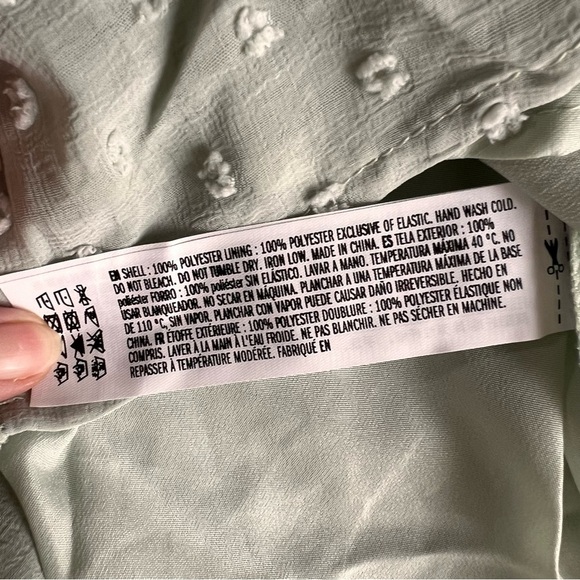 EN SHELL : 100% POLYESTER LINING : 100% POLYESTER EXCLUSIVE OF ELASTIC. HAND WASH COLD.
DO NOT BLEACH. DO NOT TUMBLE DRY. IRON LOW. MADE IN CHINA. ES TELA EXTERIOR : 100%
poliéster FORRO : 100% poliéster SIN ELÁSTICO. LAVAR A MANO. TEMPERATURA MÁXIMA 40 °C. NO
USAR BLANQUEADOR. NO SECAR EN MÁQUINA. PLANCHAR A UNA TEMPERATURA MÁXIMA DE LA BASE
DE 110 °C, SIN VAPOR. PLANCHAR CON VAPOR PUEDE CAUSAR DAÑO IRREVERSIBLE. HECHO EN
CHINA. FR ÉTOFFE EXTÉRIEURE : 100% POLYESTER DOUBLURE : 100% POLYESTER ÉLASTIQUE NON
COMPRIS. LAVER À LA MAIN À L'EAU FROIDE. NE PAS BLANCHIR. NE PAS SÉCHER EN MACHINE.
REPASSER À TEMPÉRATURE MODÉRÉE. FABRIQUÉ EN